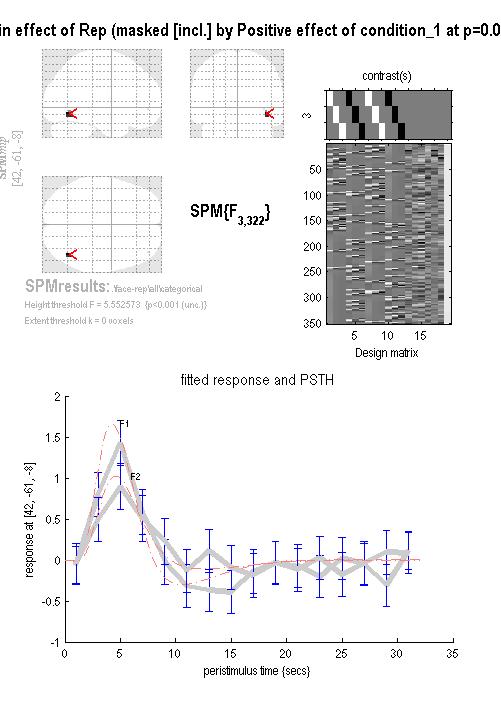 in effect of Rep (masked [incl.] by Positive effect of condition_1 at p=0.0
contrast(s)
3
SPMmip
[42, -61, -8]
SPM{F3,322}
50
100
150
200
250
300
350
5 10 15
Design matrix
SPMresults: .\face-rep\all\categorical
Height threshold F = 5.552573 {p<0.001 (unc.)}
Extent threshold k = 0 voxels
fitted response and PSTH
2
1.5
1
0.5
0
-0.5
-1
response at [42, -61, -8]
F1
F2
0 5 10 15 20 25 30 35
peristimulus time {secs}